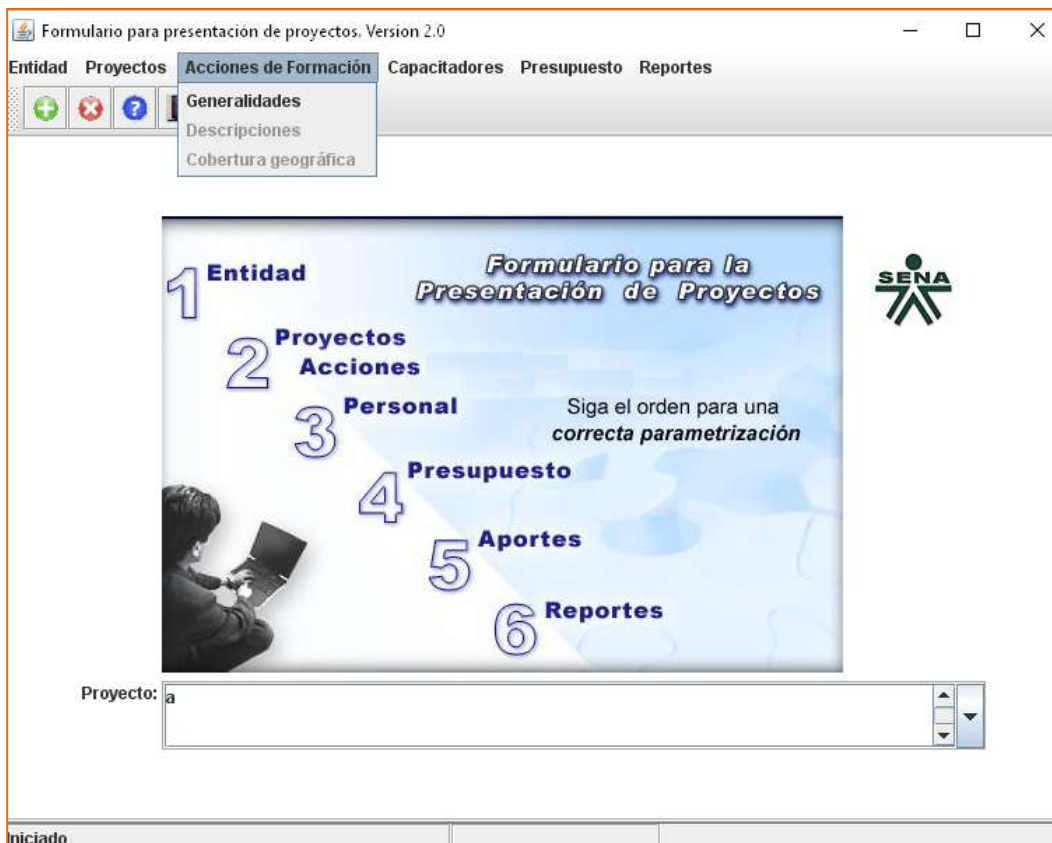 Formulario para presentación de proyectos. Version 2.0
Entidad Proyectos Acciones de Formación Capacitadores Presupuesto Reportes
Generalidades
Descripciones
Cobertura geográfica
1 Entidad
Formulario para la
Presentación de Proyectos
SENA
2 Proyectos
Acciones
3 Personal
Siga el orden para una
correcta parametrización
4 Presupuesto
5 Aportes
6 Reportes
Proyecto: a
Iniciado